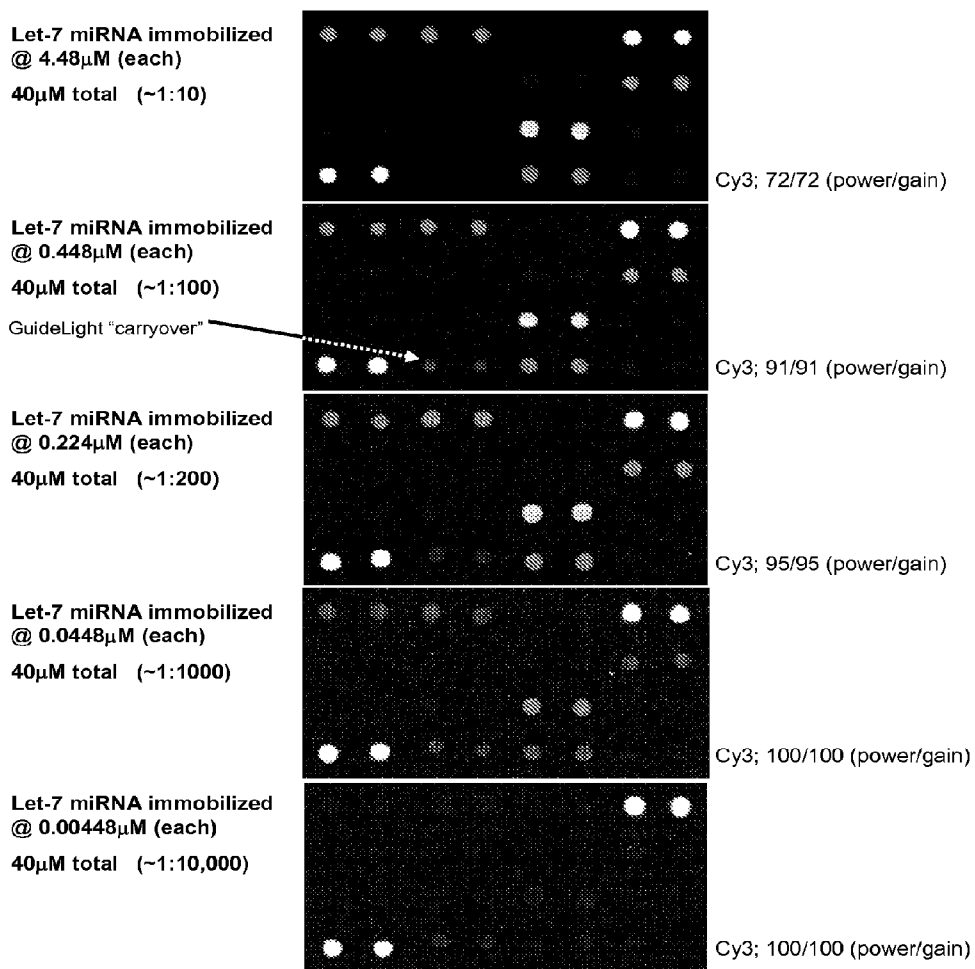 Let-7 miRNA immobilized
@ 4.48µM (each)
40µM total (~1:10)
Cy3; 72/72 (power/gain)
Let-7 miRNA immobilized
@ 0.448µM (each)
40µM total (~1:100)
GuideLight “carryover”
Cy3; 91/91 (power/gain)
Let-7 miRNA immobilized
@ 0.224µM (each)
40µM total (~1:200)
Cy3; 95/95 (power/gain)
Let-7 miRNA immobilized
@ 0.0448µM (each)
40µM total (~1:1000)
Cy3; 100/100 (power/gain)
Let-7 miRNA immobilized
@ 0.00448µM (each)
40µM total (~1:10,000)
Cy3; 100/100 (power/gain)